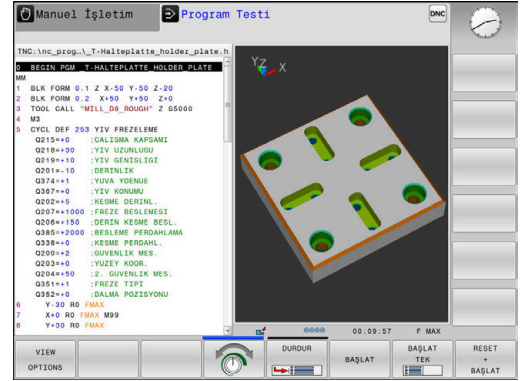 Manuel İşletim
Program Testi
DNC
TNC:\nc_prog…\_T-Halteplatte_holder_plate.h
0 BEGIN PGM _T-HALTEPLATTE_HOLDER_PLATE
MM
1 BLK FORM 0.1 Z X-50 Y-50 Z-20
2 BLK FORM 0.2 X+50 Y+50 Z+0
3 TOOL CALL "MILL_D8_ROUGH" Z S5000
4 M3
5 CYCL DEF 253 YIV FREZELEME
Q215=+0 ;CALISMA KAPSAMI
Q218=+30 ;YIV UZUNLUGU
Q219=+10 ;YIV GENISLIGI
Q201=-10 ;DERINLIK
Q374=+1 ;YUVA YOENUE
Q367=+0 ;YIV KONUMU
Q202=+5 ;KESME DERINL.
Q207=+1000 ;FREZE BESLEMESI
Q206=+150 ;DERIN KESME BESL.
Q385=+2000 ;BESLEME PERDAHLAMA
Q338=+0 ;KESME PERDAHL.
Q200=+2 ;GUVENLIK MES.
Q203=+0 ;YUZEY KOOR.
Q204=+50 ;2. GUVENLIK MES.
Q351=+1 ;FREZE TIPI
Q352=+0 ;DALMA POZISYONU
6 Y-30 R0 FMAX
7 X+0 R0 FMAX M99
8 Y+30 R0 FMAX
Y Z X
00:09:57 F MAX
VIEW
OPTIONS
DURDUR
BAŞLAT
BAŞLAT
TEK
RESET
+
BAŞLAT